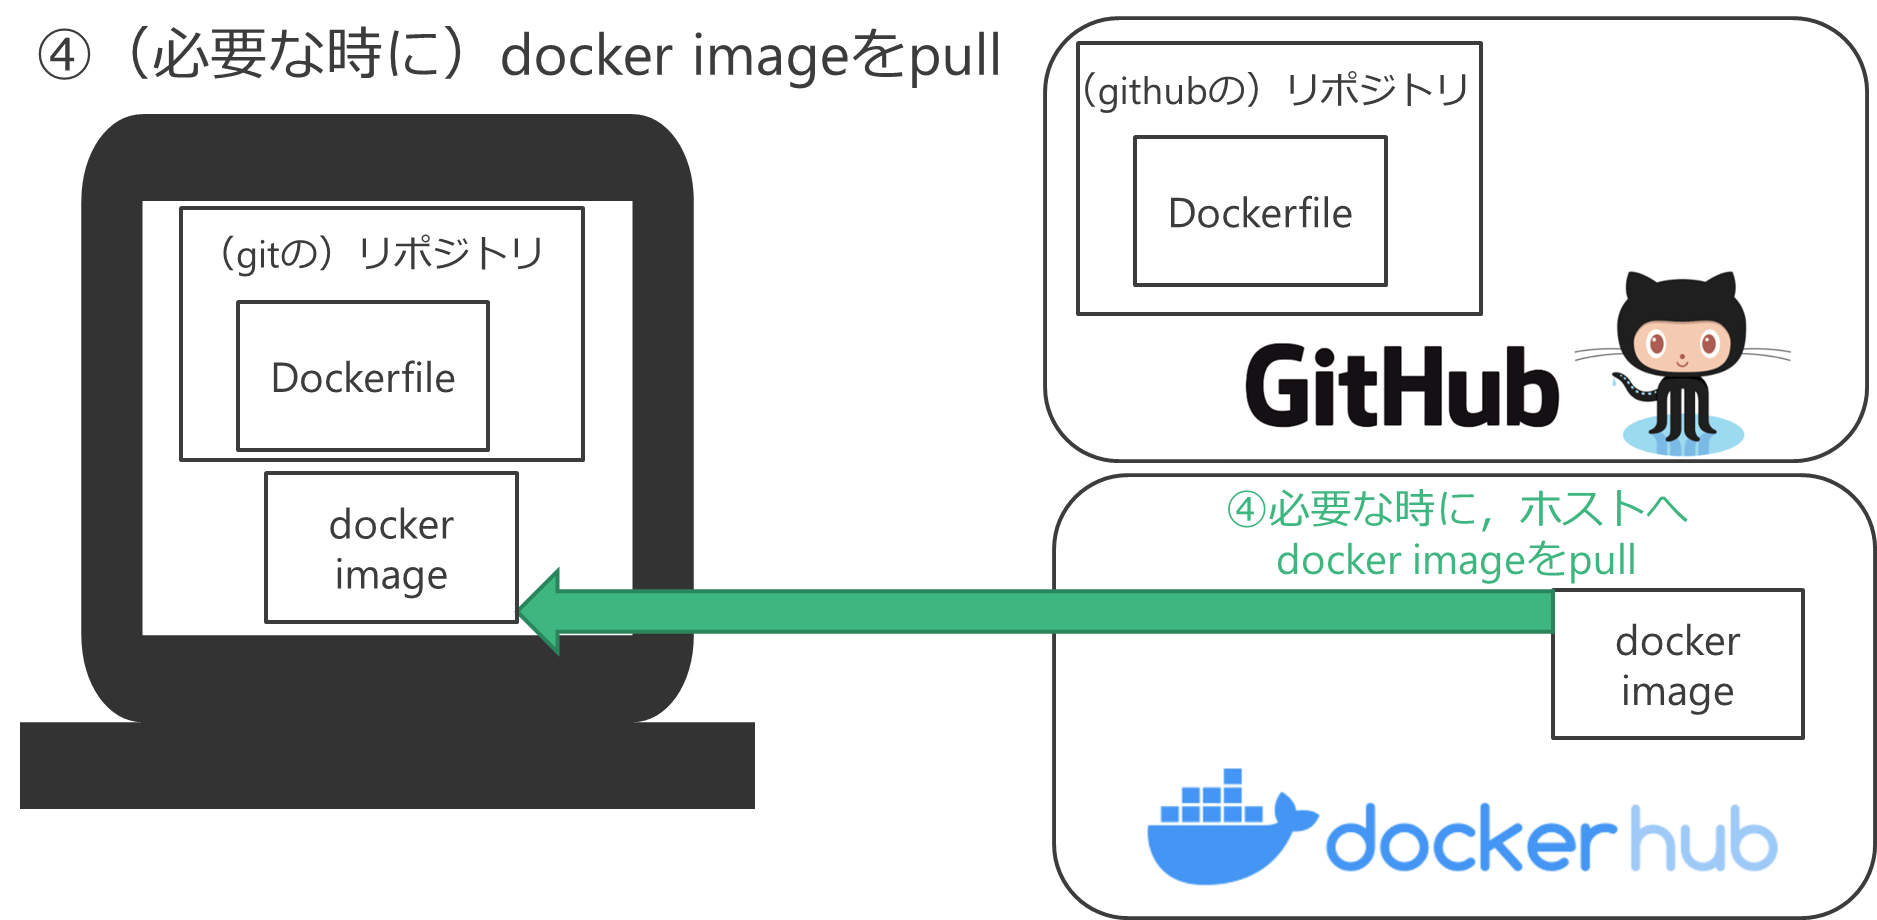 ④（必要な時に）docker imageをpull
（gitの）リポジトリ
Dockerfile
docker
image
（githubの）リポジトリ
Dockerfile
GitHub
④必要な時に，ホストへ
docker imageをpull
docker
image
docker hub